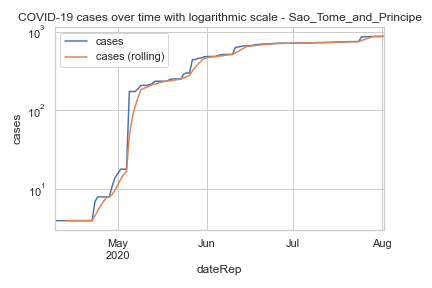 COVID-19 cases over time with logarithmic scale - Sao_Tome_and_Principe
10³
cases
cases (rolling)
10²
cases
10¹
May
2020
Jun
Jul
Aug
dateRep